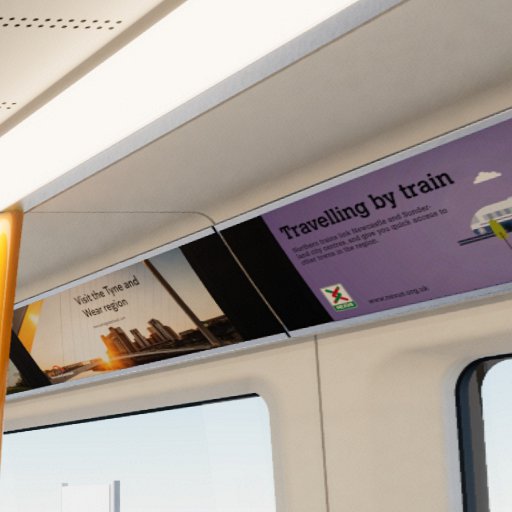 Visit the Tyne and
Wear region
Travelling by train
Northern trains link Newcastle and Sunder-
land city centres, and give you quick access to
other towns in the region.
NEXUS
www.nexus.org.uk